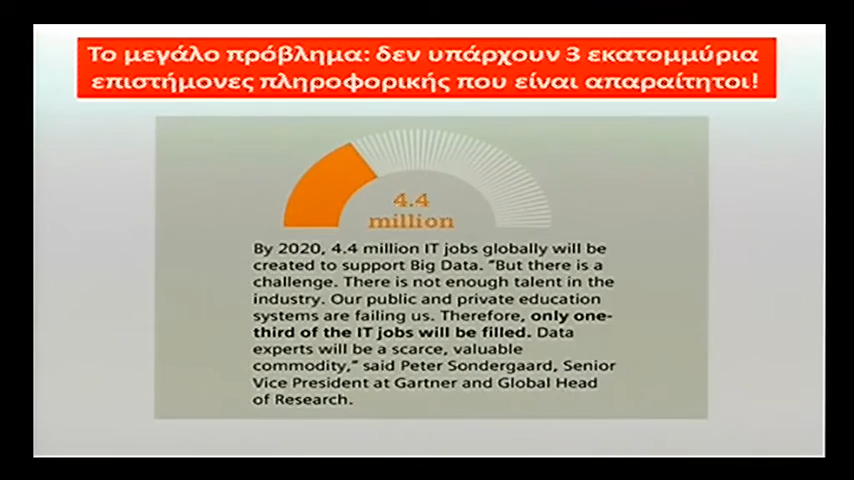 Το μεγάλο πρόβλημα: δεν υπάρχουν 3 εκατομμύρια
επιστήμονες πληροφορικής που είναι απαραίτητοι!
4.4
million
By 2020, 4.4 million IT jobs globally will be
created to support Big Data. "But there is a
challenge. There is not enough talent in the
industry. Our public and private education
systems are failing us. Therefore, only one-
third of the IT jobs will be filled. Data
experts will be a scarce, valuable
commodity," said Peter Sondergaard, Senior
Vice President at Gartner and Global Head
of Research.